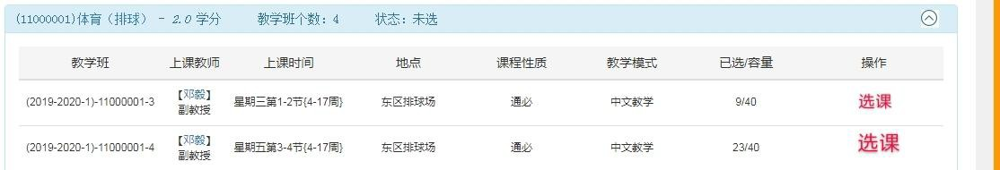 (11000001)体育（排球） - 2.0 学分 教学班个数：4 状态：未选
教学班 上课教师 上课时间 地点 课程性质 教学模式 已选/容量 操作
(2019-2020-1)-11000001-3 【邓毅】 星期三第1-2节{4-17周} 东区排球场 通必 中文教学 9/40 选课
副教授
(2019-2020-1)-11000001-4 【邓毅】 星期五第3-4节{4-17周} 东区排球场 通必 中文教学 23/40 选课
副教授